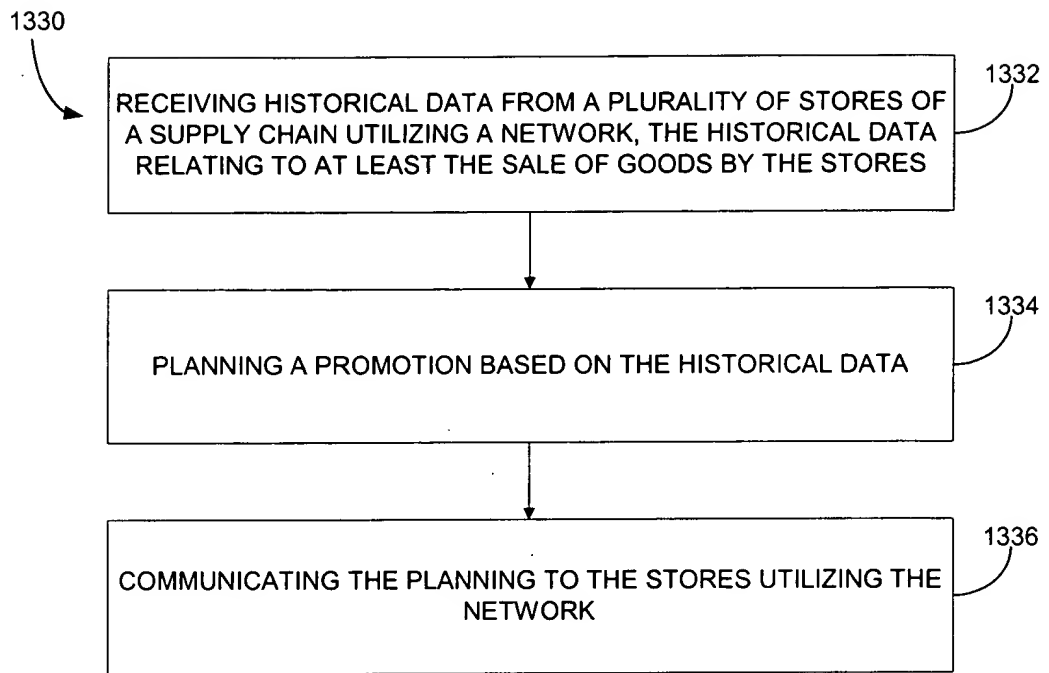 1330
1332
RECEIVING HISTORICAL DATA FROM A PLURALITY OF STORES OF
A SUPPLY CHAIN UTILIZING A NETWORK, THE HISTORICAL DATA
RELATING TO AT LEAST THE SALE OF GOODS BY THE STORES
1334
PLANNING A PROMOTION BASED ON THE HISTORICAL DATA
1336
COMMUNICATING THE PLANNING TO THE STORES UTILIZING THE
NETWORK